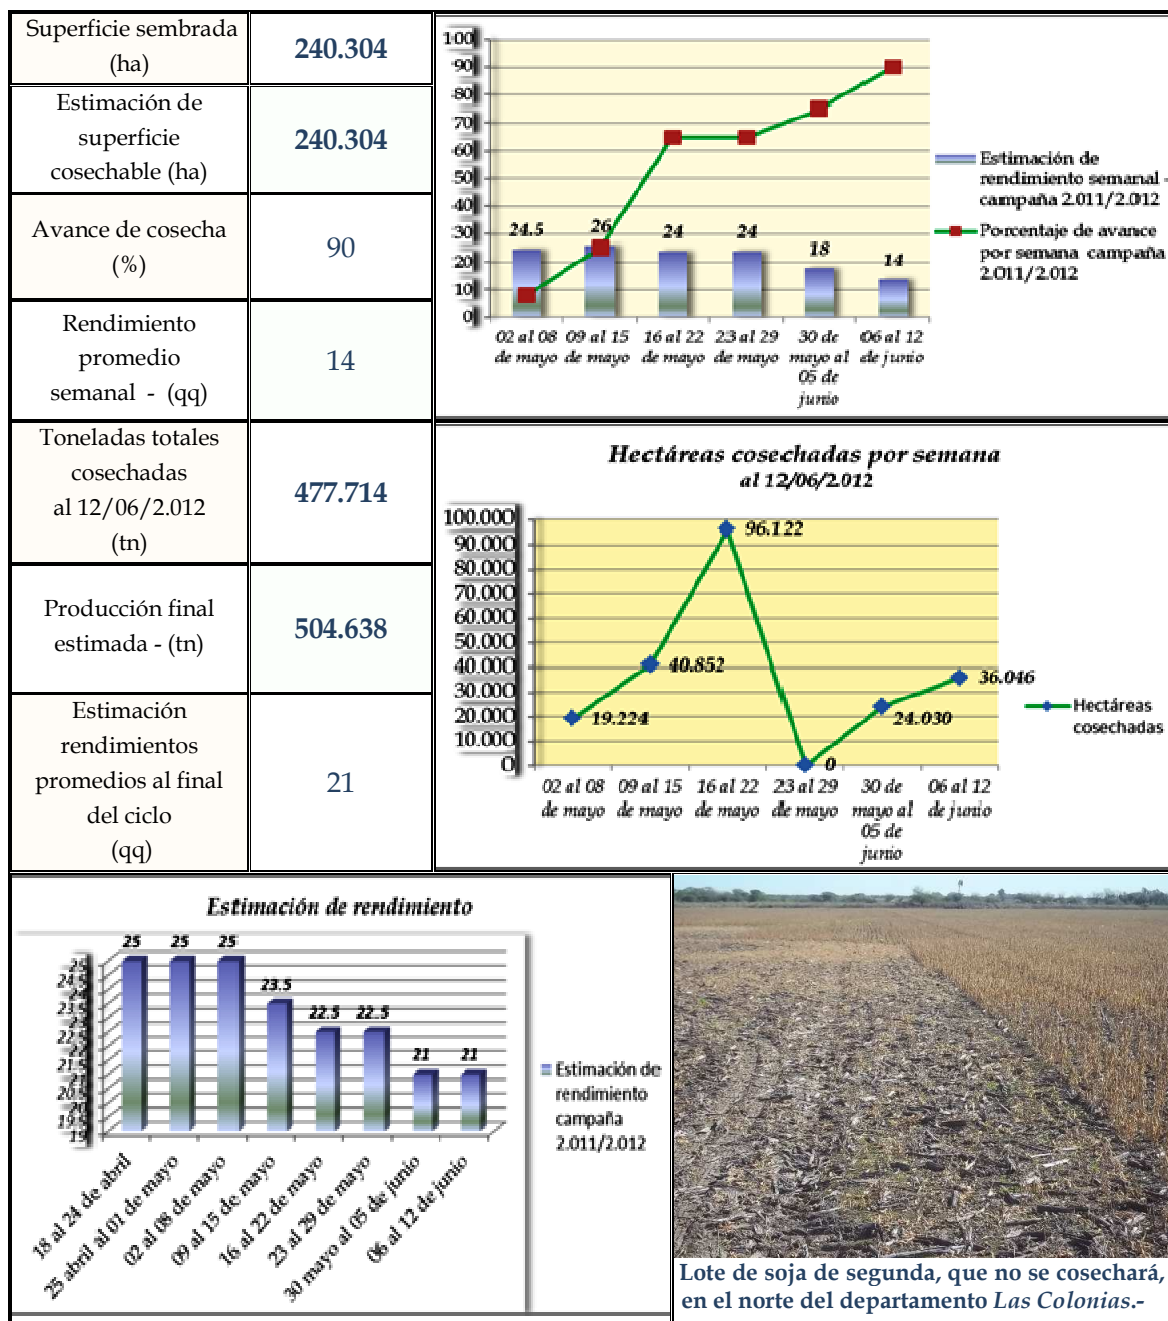 Superficie sembrada
(ha)
240.304
Estimación de
superficie
cosechable (ha)
240.304
Avance de cosecha
(%)
90
Rendimiento
promedio
semanal - (qq)
14
Toneladas totales
cosechadas
al 12/06/2.012
(tn)
477.714
Producción final
estimada - (tn)
504.638
Estimación
rendimientos
promedios al final
del ciclo
(qq)
21
100
90
80
70
60
50
40
30
20
10
0
24.5
26
24
24
18
14
02 al 08
de mayo
09 al 15
de mayo
16 al 22
de mayo
23 al 29
de mayo
30 de
mayo al
05 de
junio
06 al 12
de junio
Estimación de
rendimiento semanal -
campaña 2.011/2.012
Porcentaje de avance
por semana campaña
2.011/2.012
Hectáreas cosechadas por semana
al 12/06/2.012
100.000
90.000
80.000
70.000
60.000
50.000
40.000
30.000
20.000
10.000
0
19.224
40.852
96.122
0
24.030
36.046
02 al 08
de mayo
09 al 15
de mayo
16 al 22
de mayo
23 al 29
de mayo
30 de
mayo al
05 de
junio
06 al 12
de junio
Hectáreas
cosechadas
Estimación de rendimiento
25
25
25
23.5
22.5
22.5
21
21
18 al 24 de abril
25 abril al 01 de mayo
02 al 08 de mayo
09 al 15 de mayo
16 al 22 de mayo
23 al 29 de mayo
30 mayo al 05 de junio
06 al 12 de junio
Estimación de
rendimiento
campaña
2.011/2.012
Lote de soja de segunda, que no se cosechará,
en el norte del departamento Las Colonias.-